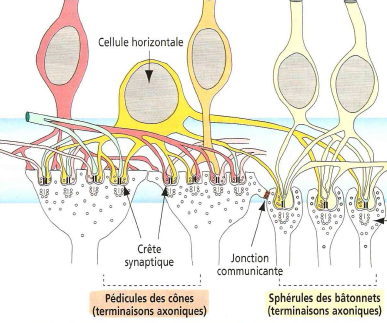 Cellule horizontale
Crête
synaptique
Jonction
communicante
Pédicules des cônes
(terminaisons axoniques)
Sphérules des bâtonnets
(terminaisons axoniques)